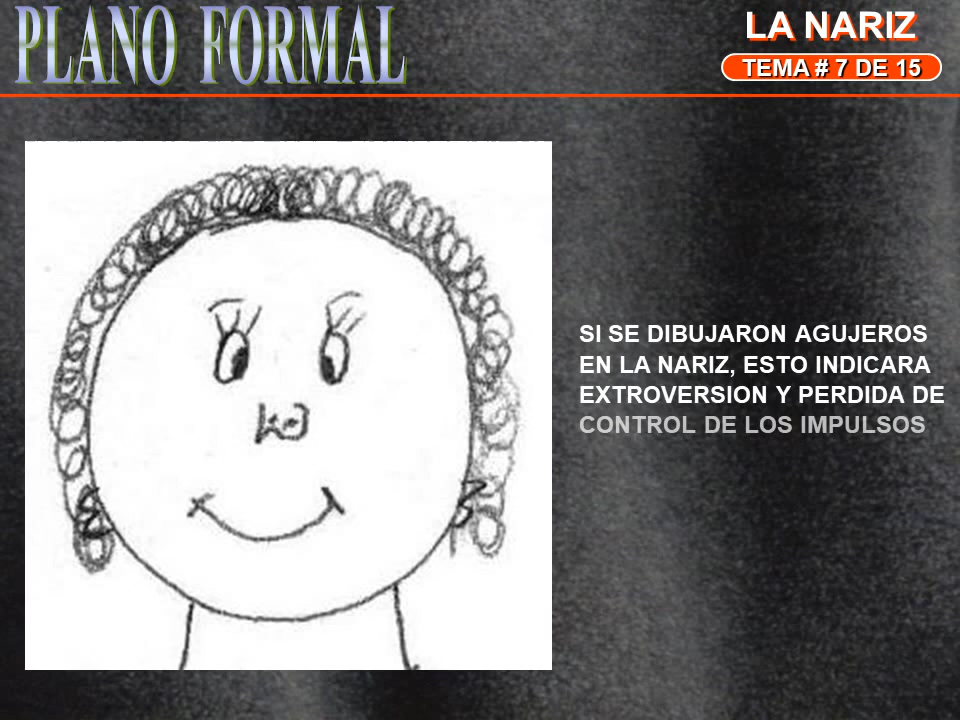 PLANO FORMAL
LA NARIZ
TEMA # 7 DE 15
SI SE DIBUJARON AGUJEROS
EN LA NARIZ, ESTO INDICARA
EXTROVERSION Y PERDIDA DE
CONTROL DE LOS IMPULSOS